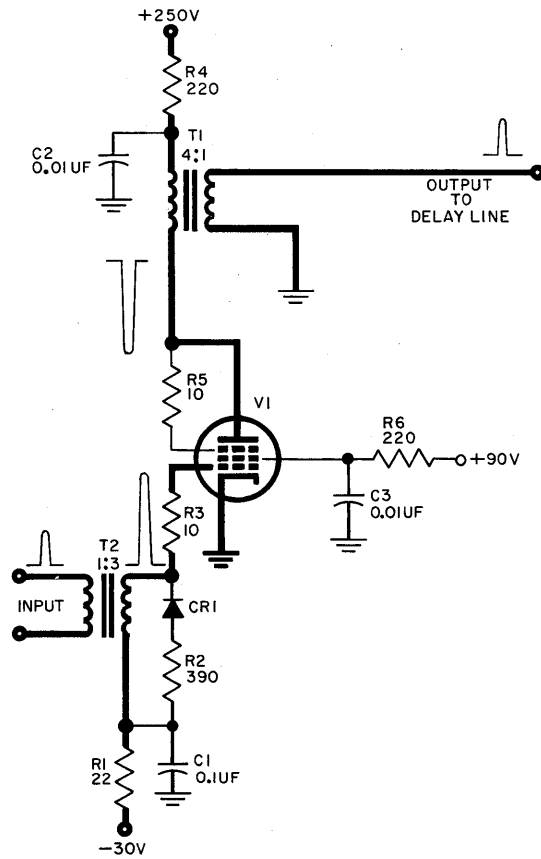 +250V
R4
220
T1
4:1
C2
0.01UF
OUTPUT
TO
DELAY LINE
R5
10
V1
R6
220
+90V
C3
0.01UF
R3
10
T2
1:3
INPUT
CR1
R2
390
R1
22
C1
0.1UF
-30V